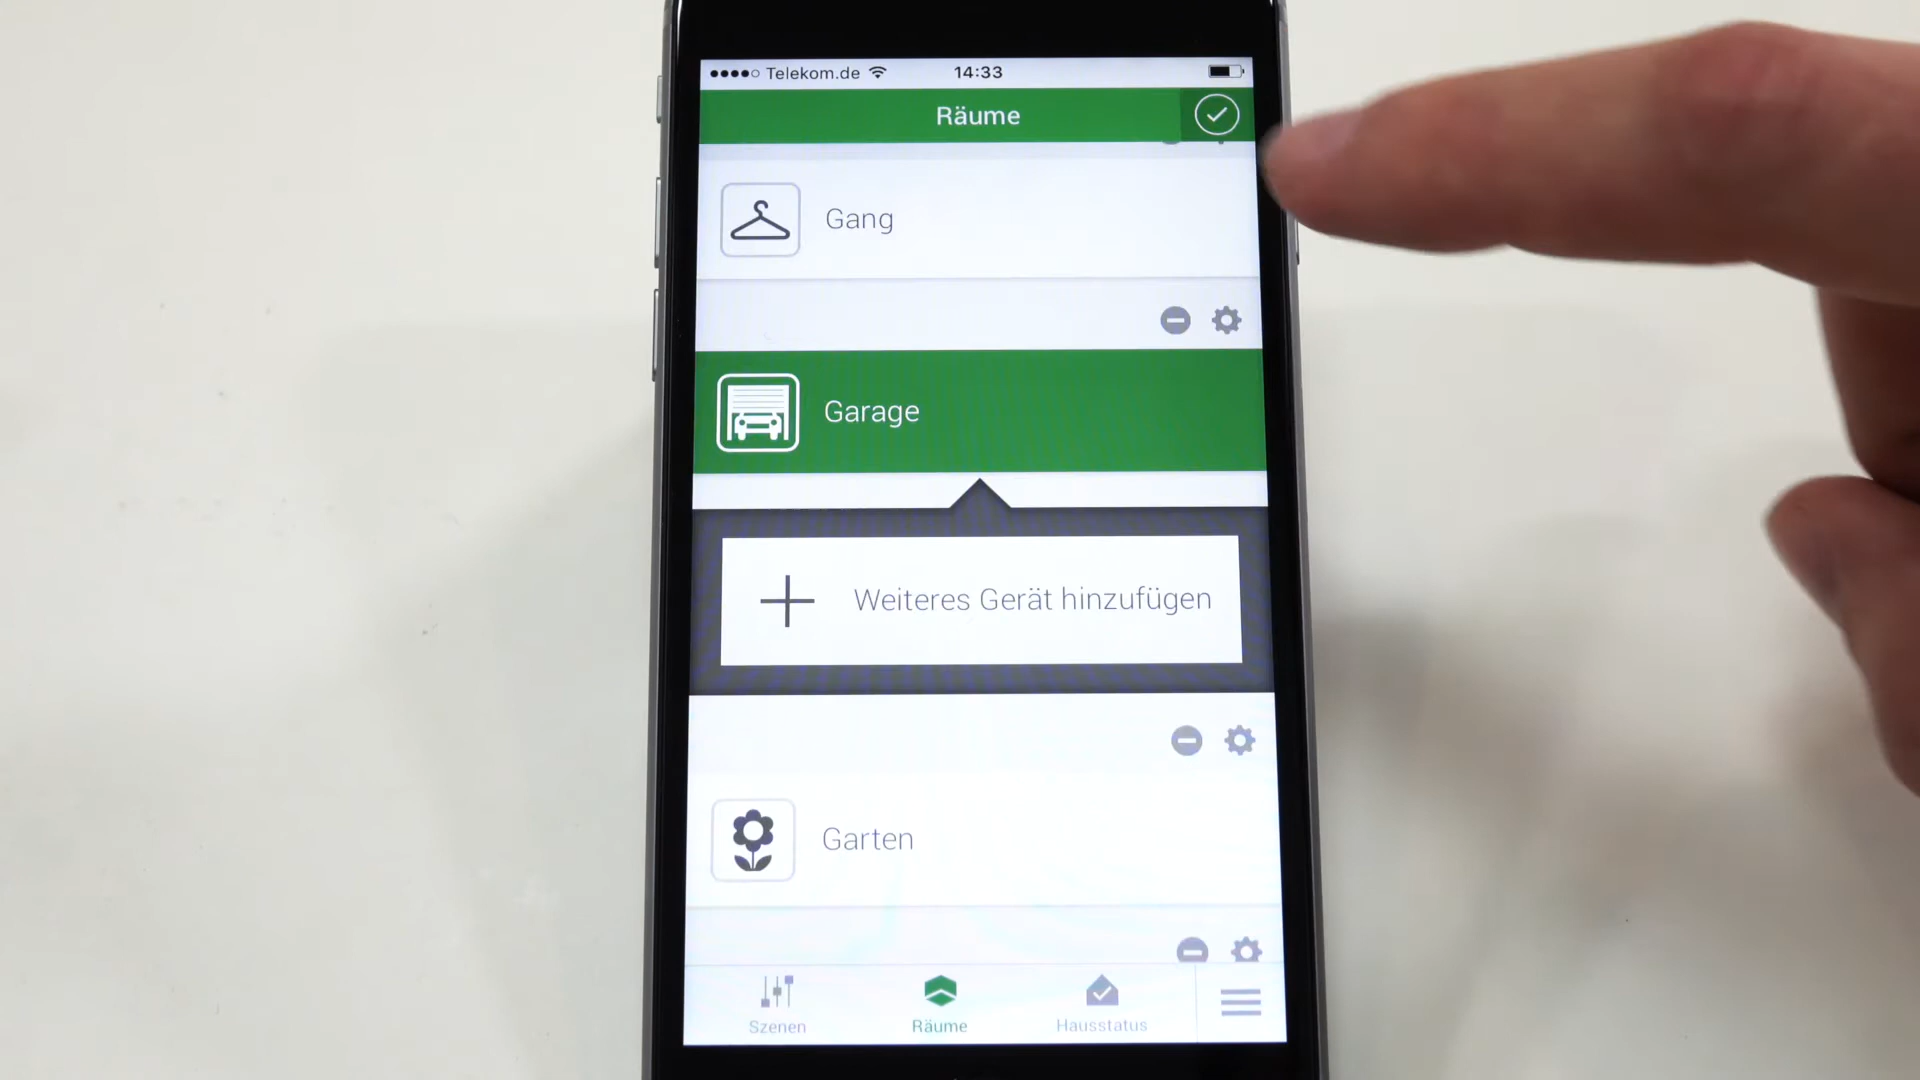 Telekom.de 14:33
Räume
Gang
Garage
Weiteres Gerät hinzufügen
Garten
Szenen Räume Hausstatus